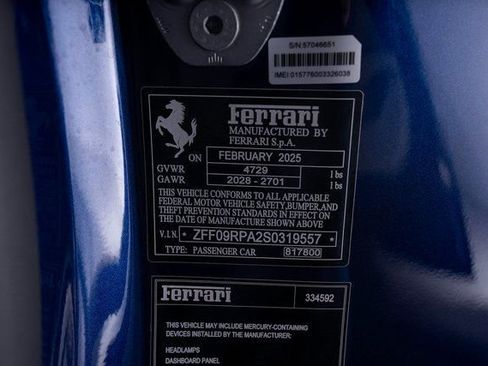 S/N:57046651
IMEI:015776003326038
Ferrari
MANUFACTURED BY
FERRARI S.p.A.
ON FEBRUARY 2025
GVWR 4729 lbs
GAWR 2028 - 2701 lbs
THIS VEHICLE CONFORMS TO ALL APPLICABLE
FEDERAL MOTOR VEHICLE SAFETY,BUMPER,AND
THEFT PREVENTION STANDARDS IN EFFECT ON
THE DATE OF MANUFACTURE SHOWN ABOVE
V.I.N. * ZFF09RPA2S0319557 *
TYPE: PASSENGER CAR 817800
Ferrari 334592
THIS VEHICLE MAY INCLUDE MERCURY-CONTAINING
DEVICES INSTALLED BY THE MANUFACTURER:
HEADLAMPS
DASHBOARD PANEL